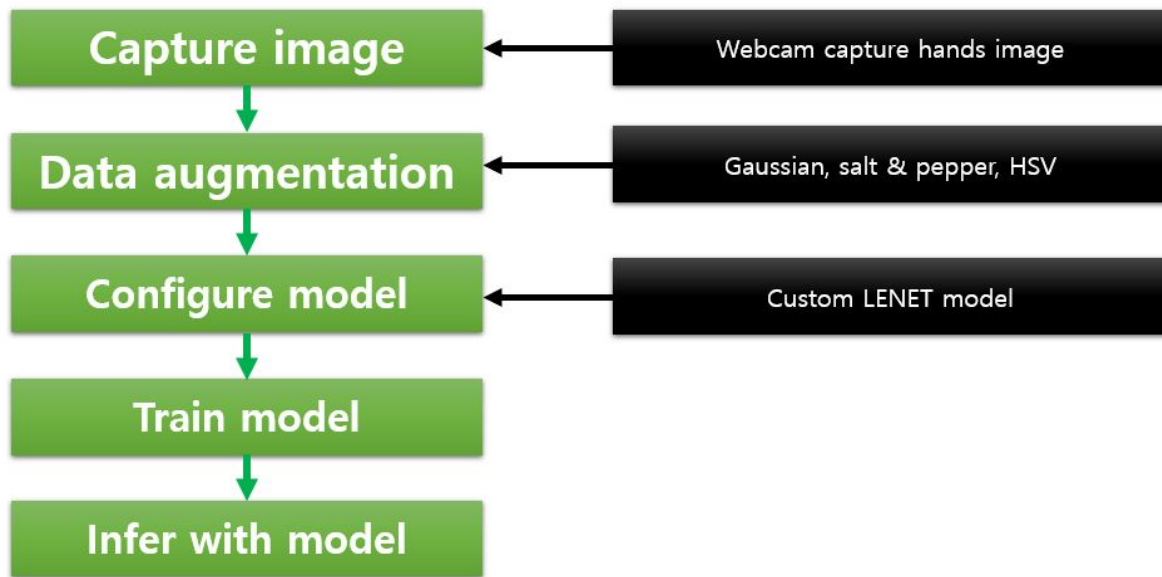 Capture image
Webcam capture hands image
Data augmentation
Gaussian, salt & pepper, HSV
Configure model
Custom LENET model
Train model
Infer with model